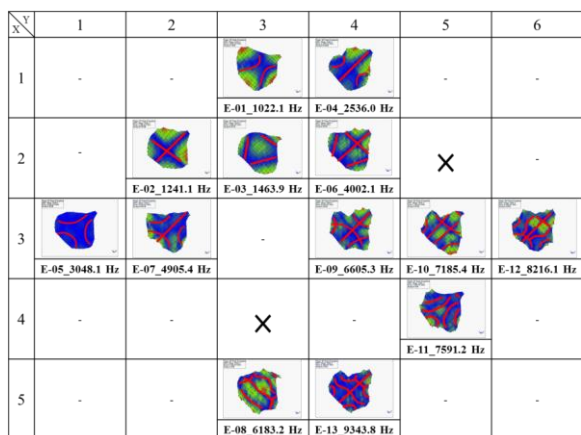 Y
X
1 2 3 4 5 6
1 - - - -
E-01_1022.1 Hz E-04_2536.0 Hz
2 - × -
E-02_1241.1 Hz E-03_1463.9 Hz E-06_4002.1 Hz
3 -
E-05_3048.1 Hz E-07_4905.4 Hz E-09_6605.3 Hz E-10_7185.4 Hz E-12_8216.1 Hz
4 - - × - -
E-11_7591.2 Hz
5 - - - -
E-08_6183.2 Hz E-13_9343.8 Hz